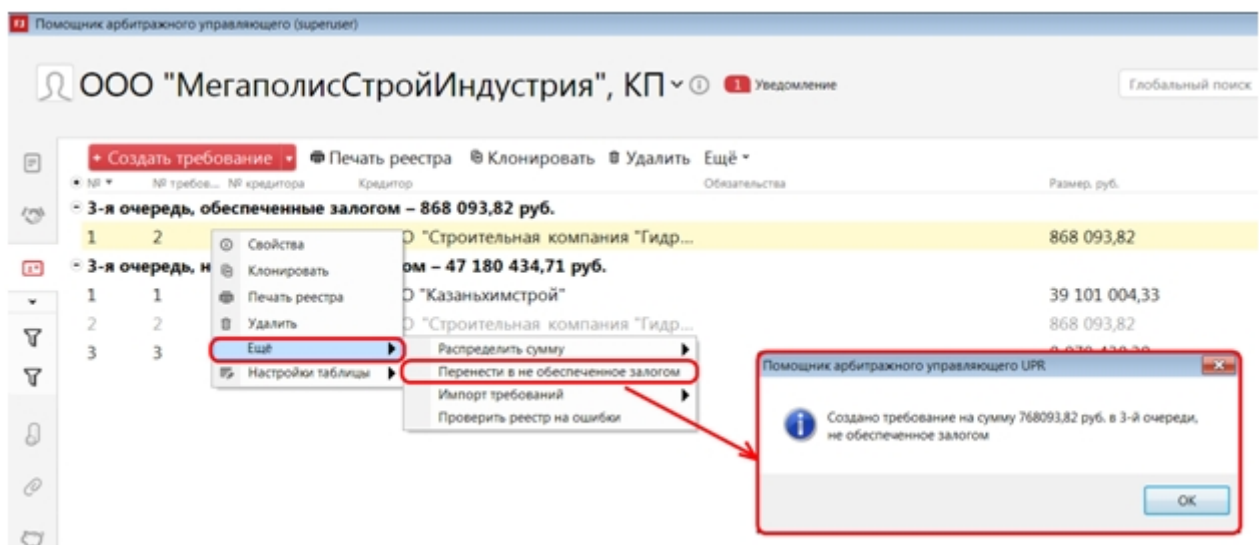 Помощник арбитражного управляющего (superuser)
ООО "МегаполисСтройИндустрия", КП 1 Уведомление Глобальный поиск
+ Создать требование Печать реестра Клонировать Удалить Ещё
№ № требов... № кредитора Кредитор Обязательства Размер, руб.
3-я очередь, обеспеченные залогом – 868 093,82 руб.
1 2 О "Строительная компания "Гидр... 868 093,82
3-я очередь, н ом – 47 180 434,71 руб.
1 1 О "Казаньхимстрой" 39 101 004,33
2 2 О "Строительная компания "Гидр... 868 093,82
3 3
Свойства
Клонировать
Печать реестра
Удалить
Ещё
Настройки таблицы
Распределить сумму
Перенести в не обеспеченное залогом
Импорт требований
Проверить реестр на ошибки
Помощник арбитражного управляющего UPR
Создано требование на сумму 768093,82 руб. в 3-й очереди,
не обеспеченное залогом
OK